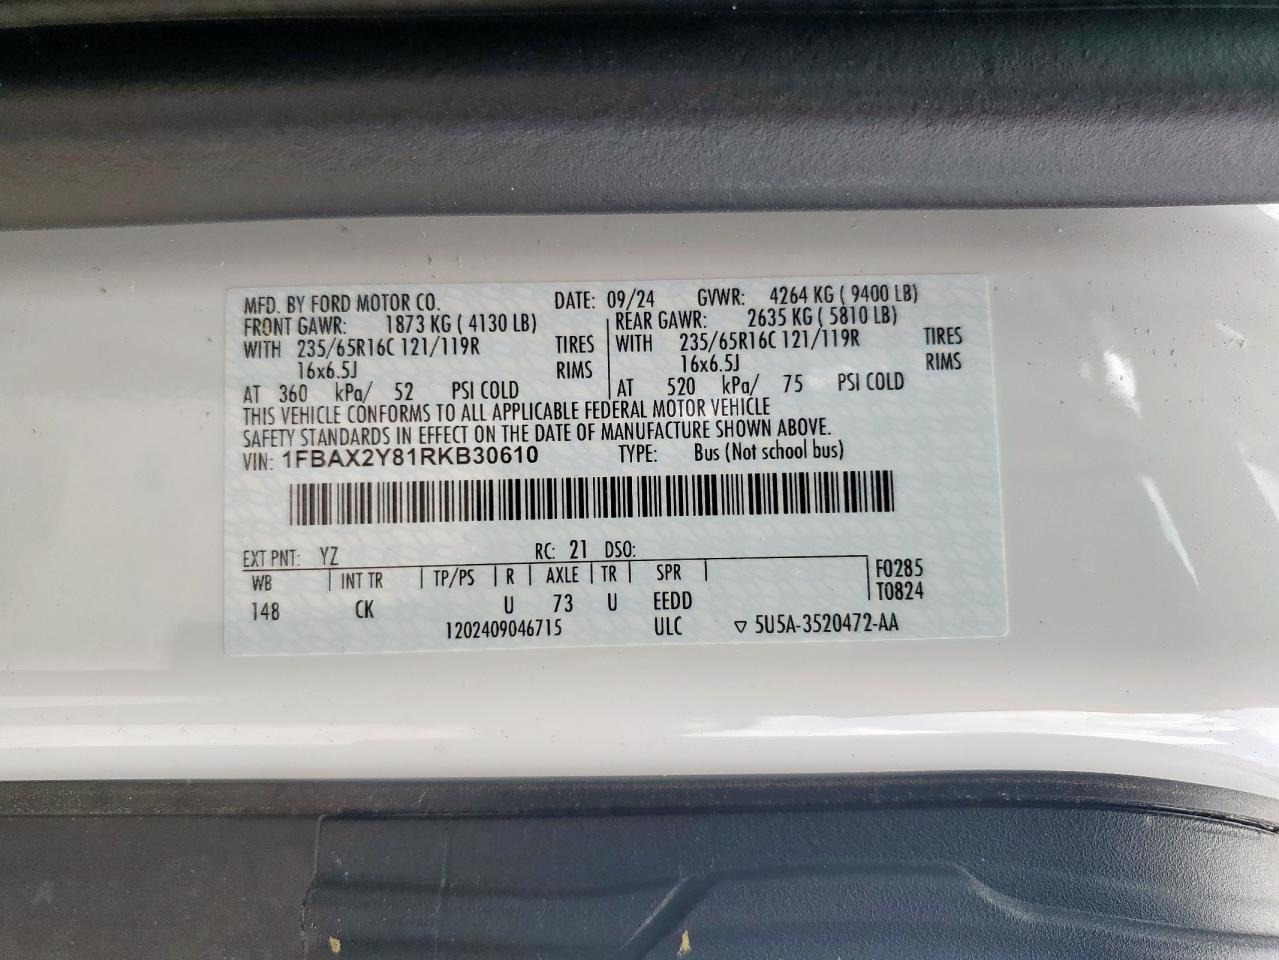 MFD. BY FORD MOTOR CO. DATE: 09/24 GVWR: 4264 KG ( 9400 LB)
FRONT GAWR: 1873 KG ( 4130 LB) REAR GAWR: 2635 KG ( 5810 LB)
WITH 235/65R16C 121/119R TIRES WITH 235/65R16C 121/119R TIRES
16x6.5J RIMS 16x6.5J RIMS
AT 360 kPa/ 52 PSI COLD AT 520 kPa/ 75 PSI COLD
THIS VEHICLE CONFORMS TO ALL APPLICABLE FEDERAL MOTOR VEHICLE
SAFETY STANDARDS IN EFFECT ON THE DATE OF MANUFACTURE SHOWN ABOVE.
VIN: 1FBAX2Y81RKB30610 TYPE: Bus (Not school bus)
EXT PNT: YZ RC: 21 DSO:
WB INT TR TP/PS R AXLE TR SPR F0285
148 CK U 73 U EEDD T0824
1202409046715 ULC ▽ 5U5A-3520472-AA